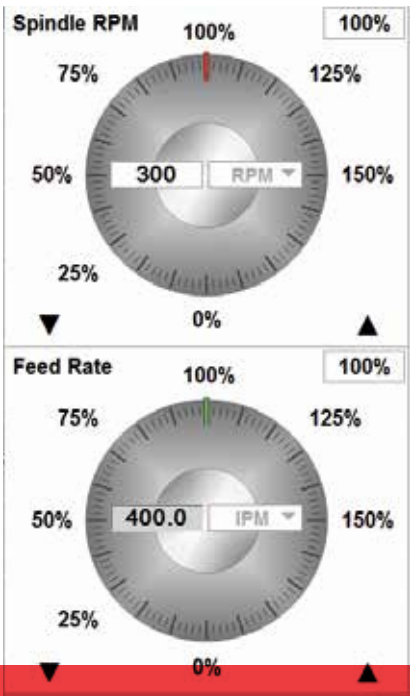 Spindle RPM 100% 100%
75% 125%
50% 300 RPM 150%
25%
0%
Feed Rate 100% 100%
75% 125%
50% 400.0 IPM 150%
25%
0%